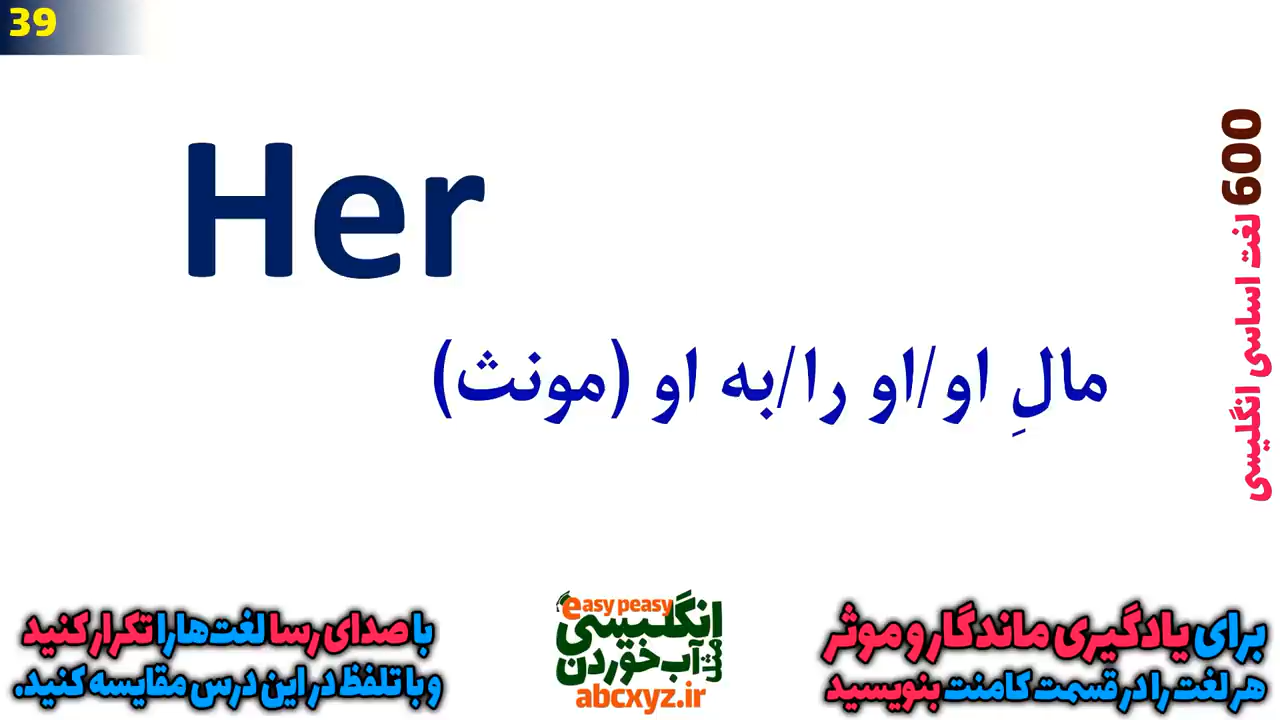 39
Her
مالِ او/او را/به او (مونث)
600 لغت اساسی انگلیسی
برای یادگیری ماندگار و موثر
هر لغت را در قسمت کامنت بنویسید
easy peasy
انگلیسی
مثل آب خوردن
abcxyz.ir
با صدای رسا لغت‌ها را تکرار کنید
و با تلفظ در این درس مقایسه کنید.